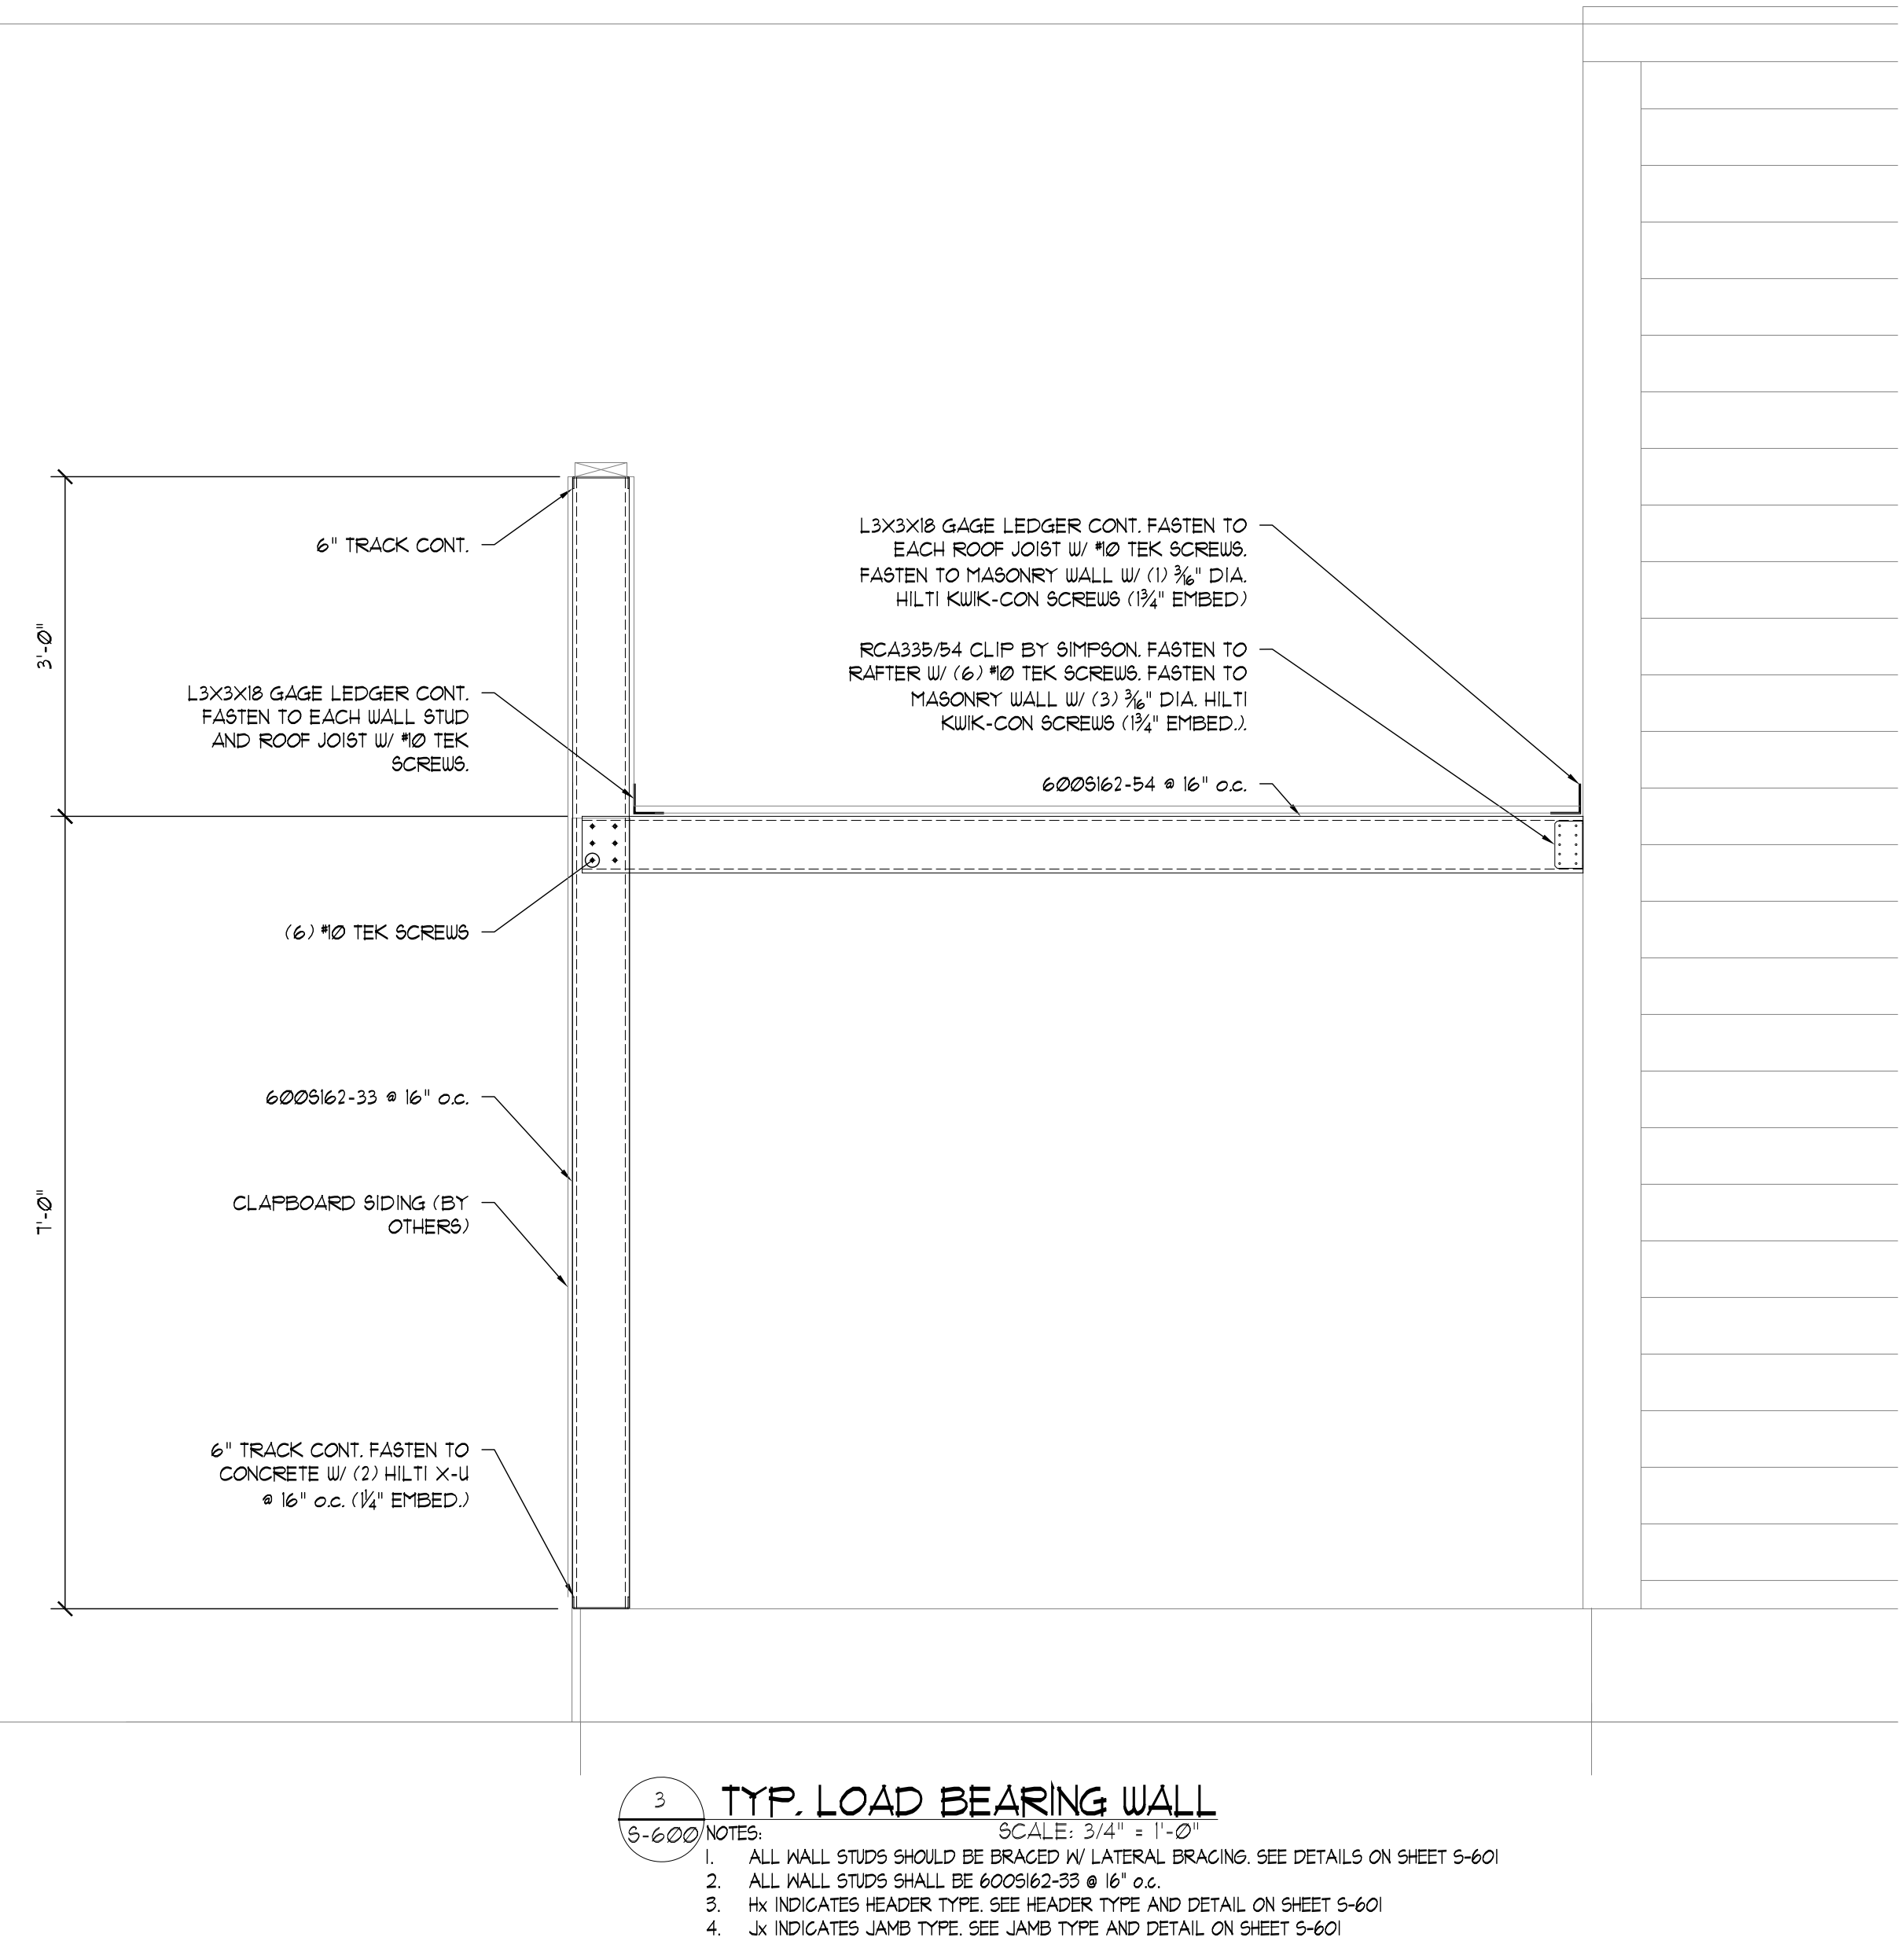 6" TRACK CONT.
3'-0"
L3X3X18 GAGE LEDGER CONT.
FASTEN TO EACH WALL STUD
AND ROOF JOIST W/ #10 TEK
SCREWS.
L3X3X18 GAGE LEDGER CONT. FASTEN TO
EACH ROOF JOIST W/ #10 TEK SCREWS.
FASTEN TO MASONRY WALL W/ (1) 3/16" DIA.
HILTI KWIK-CON SCREWS (1 3/4" EMBED)
RCA335/54 CLIP BY SIMPSON. FASTEN TO
RAFTER W/ (6) #10 TEK SCREWS. FASTEN TO
MASONRY WALL W/ (3) 3/16" DIA. HILTI
KWIK-CON SCREWS (1 3/4" EMBED.).
600S162-54 @ 16" o.c.
(6) #10 TEK SCREWS
600S162-33 @ 16" o.c.
7'-0"
CLAPBOARD SIDING (BY
OTHERS)
6" TRACK CONT. FASTEN TO
CONCRETE W/ (2) HILTI X-U
@ 16" o.c. (1 1/4" EMBED.)
3
S-600
TYP. LOAD BEARING WALL
SCALE: 3/4" = 1'-0"
NOTES:
1. ALL WALL STUDS SHOULD BE BRACED W/ LATERAL BRACING. SEE DETAILS ON SHEET S-601
2. ALL WALL STUDS SHALL BE 600S162-33 @ 16" o.c.
3. Hx INDICATES HEADER TYPE. SEE HEADER TYPE AND DETAIL ON SHEET S-601
4. Jx INDICATES JAMB TYPE. SEE JAMB TYPE AND DETAIL ON SHEET S-601